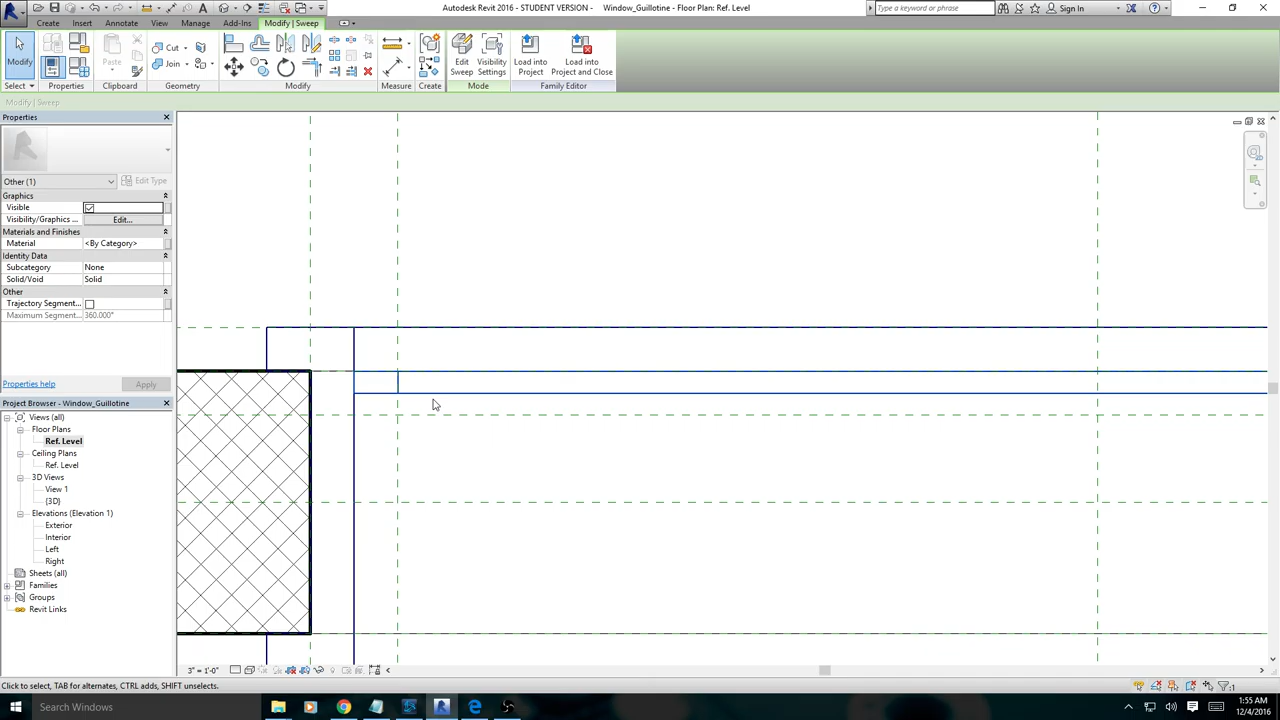 Autodesk Revit 2016 - STUDENT VERSION - Window_Guillotine - Floor Plan: Ref. Level
Type a keyword or phrase
Sign In
Create Insert Annotate View Manage Add-Ins Modify | Sweep
Modify
Paste
Cut
Join
Edit Sweep
Visibility Settings
Load into Project
Load into Project and Close
Select Properties Clipboard Geometry Modify Measure Create Mode Family Editor
Modify | Sweep
Properties
Other (1)
Edit Type
Graphics
Visible
Visibility/Graphics ... Edit...
Materials and Finishes
Material <By Category>
Identity Data
Subcategory None
Solid/Void Solid
Other
Trajectory Segment...
Maximum Segment... 360.000°
Properties help
Apply
Project Browser - Window_Guillotine
Views (all)
Floor Plans
Ref. Level
Ceiling Plans
Ref. Level
3D Views
View 1
{3D}
Elevations (Elevation 1)
Exterior
Interior
Left
Right
Sheets (all)
Families
Groups
Revit Links
3" = 1'-0"
Click to select, TAB for alternates, CTRL adds, SHIFT unselects.
:1
Search Windows
1:55 AM
12/4/2016